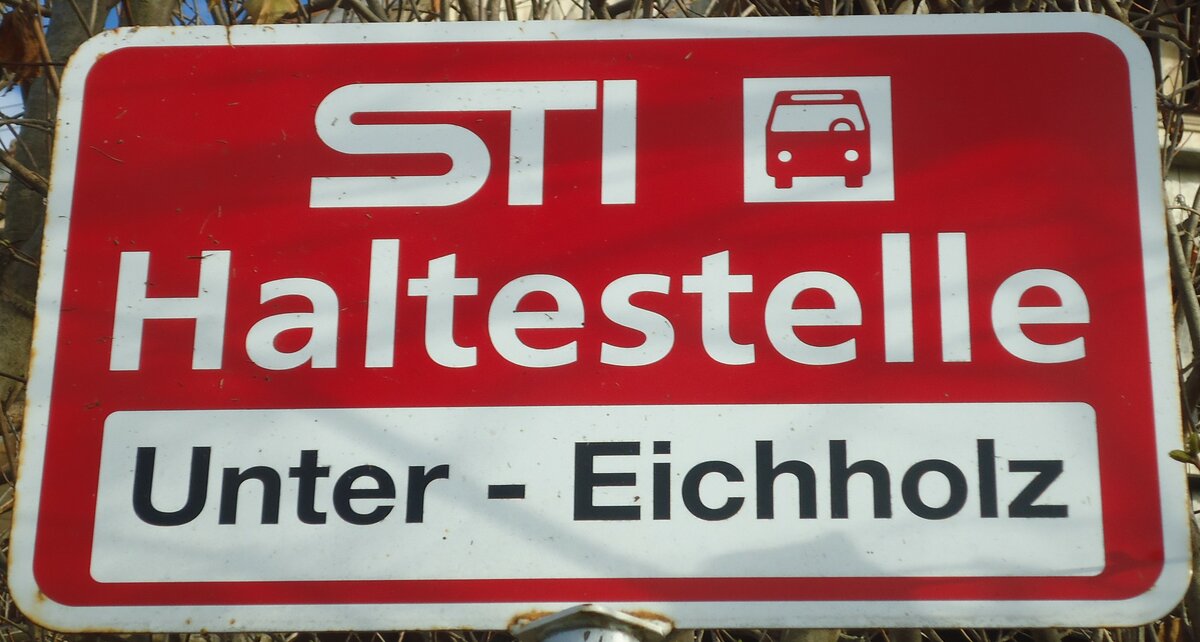 STI
Haltestelle
Unter - Eichholz